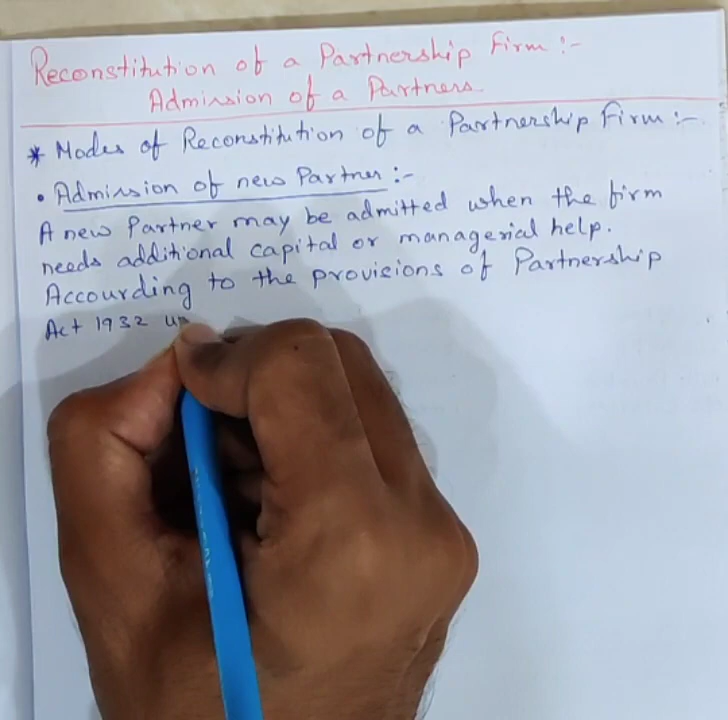 Reconstitution of a Partnership Firm :-
Admission of a Partners
* Modes of Reconstitution of a Partnership Firm :-
• Admission of new Partner :-
A new Partner may be admitted when the firm
needs additional capital or managerial help.
Accourding to the provisions of Partnership
Act 1932 un